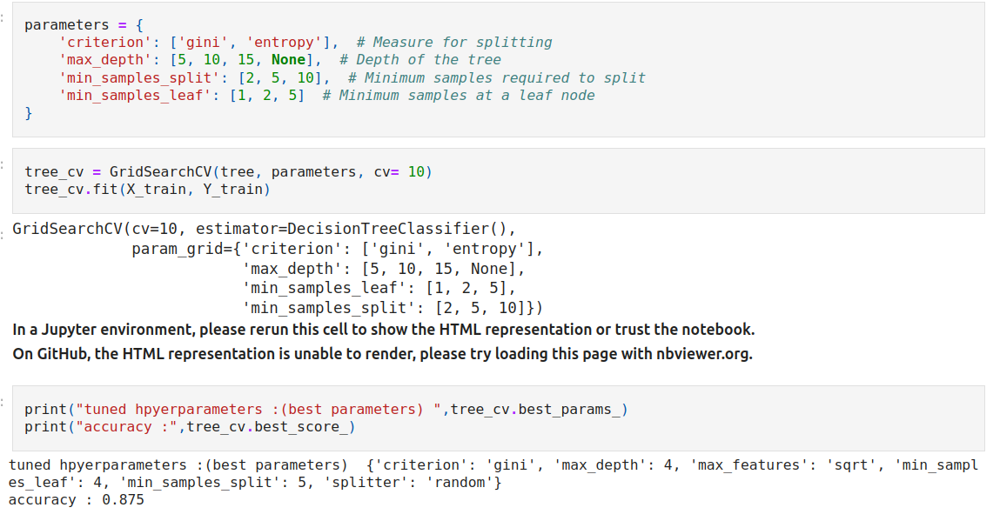 parameters = {
    'criterion': ['gini', 'entropy'],  # Measure for splitting
    'max_depth': [5, 10, 15, None],  # Depth of the tree
    'min_samples_split': [2, 5, 10],  # Minimum samples required to split
    'min_samples_leaf': [1, 2, 5]  # Minimum samples at a leaf node
}
tree_cv = GridSearchCV(tree, parameters, cv= 10)
tree_cv.fit(X_train, Y_train)
GridSearchCV(cv=10, estimator=DecisionTreeClassifier(),
             param_grid={'criterion': ['gini', 'entropy'],
                         'max_depth': [5, 10, 15, None],
                         'min_samples_leaf': [1, 2, 5],
                         'min_samples_split': [2, 5, 10]})
In a Jupyter environment, please rerun this cell to show the HTML representation or trust the notebook.
On GitHub, the HTML representation is unable to render, please try loading this page with nbviewer.org.
print("tuned hpyerparameters :(best parameters) ",tree_cv.best_params_)
print("accuracy :",tree_cv.best_score_)
tuned hpyerparameters :(best parameters)  {'criterion': 'gini', 'max_depth': 4, 'max_features': 'sqrt', 'min_sampl
es_leaf': 4, 'min_samples_split': 5, 'splitter': 'random'}
accuracy : 0.875